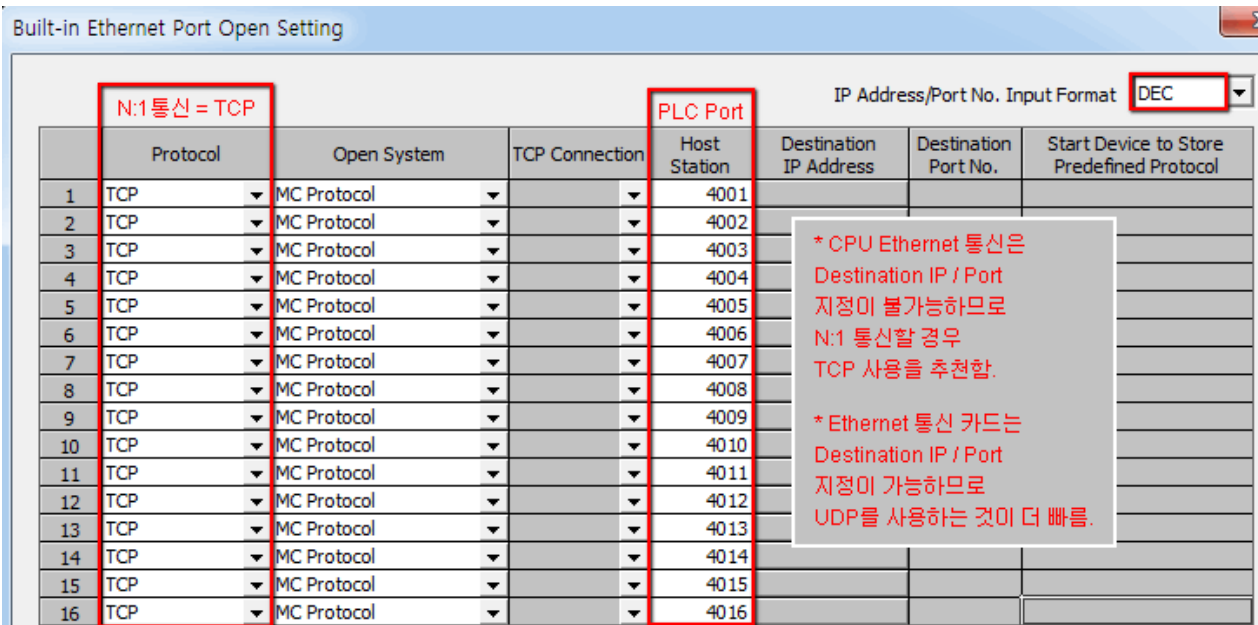 Built-in Ethernet Port Open Setting
IP Address/Port No. Input Format DEC
N:1통신 = TCP
PLC Port
Protocol Open System TCP Connection Host Station Destination IP Address Destination Port No. Start Device to Store Predefined Protocol
1 TCP MC Protocol 4001
2 TCP MC Protocol 4002
3 TCP MC Protocol 4003
4 TCP MC Protocol 4004
5 TCP MC Protocol 4005
6 TCP MC Protocol 4006
7 TCP MC Protocol 4007
8 TCP MC Protocol 4008
9 TCP MC Protocol 4009
10 TCP MC Protocol 4010
11 TCP MC Protocol 4011
12 TCP MC Protocol 4012
13 TCP MC Protocol 4013
14 TCP MC Protocol 4014
15 TCP MC Protocol 4015
16 TCP MC Protocol 4016
* CPU Ethernet 통신은
Destination IP / Port
지정이 불가능하므로
N:1 통신할 경우
TCP 사용을 추천함.
* Ethernet 통신 카드는
Destination IP / Port
지정이 가능하므로
UDP를 사용하는 것이 더 빠름.